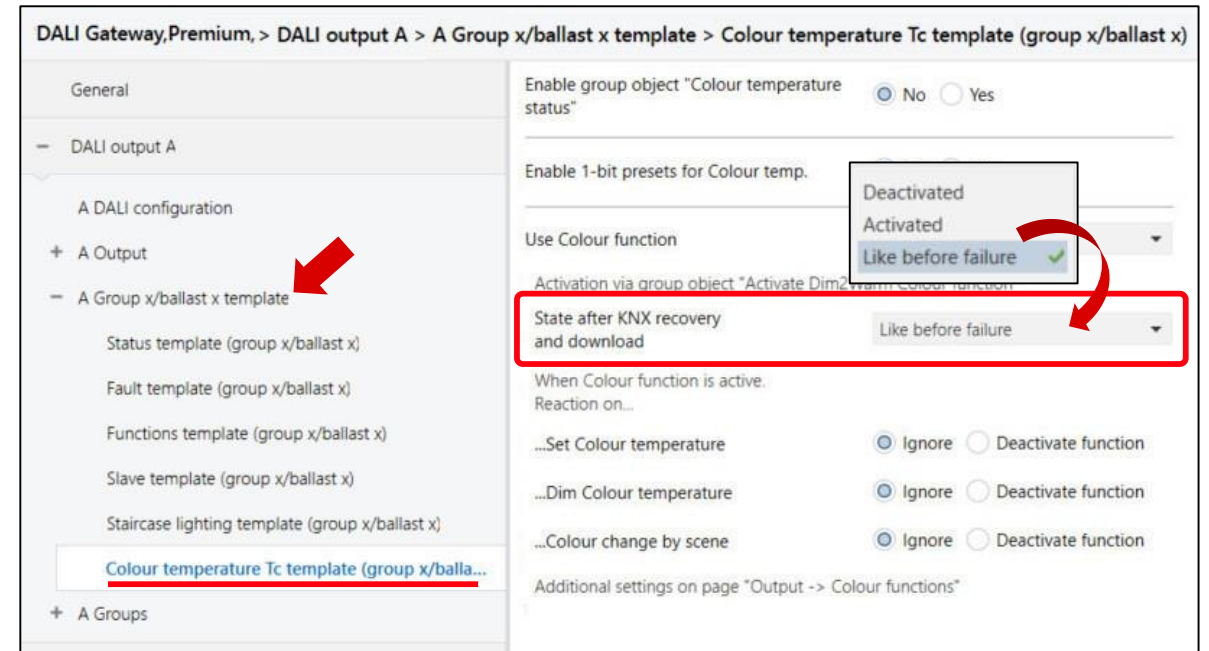 DALI Gateway,Premium, > DALI output A > A Group x/ballast x template > Colour temperature Tc template (group x/ballast x)
General
− DALI output A
A DALI configuration
+ A Output
− A Group x/ballast x template
Status template (group x/ballast x)
Fault template (group x/ballast x)
Functions template (group x/ballast x)
Slave template (group x/ballast x)
Staircase lighting template (group x/ballast x)
Colour temperature Tc template (group x/balla...
+ A Groups
Enable group object "Colour temperature
status"
No Yes
Enable 1-bit presets for Colour temp.
Deactivated
Activated
Like before failure
Use Colour function
Activation via group object "Activate Dim2Warm Colour function
State after KNX recovery
and download
Like before failure
When Colour function is active.
Reaction on...
...Set Colour temperature Ignore Deactivate function
...Dim Colour temperature Ignore Deactivate function
...Colour change by scene Ignore Deactivate function
Additional settings on page "Output -> Colour functions"